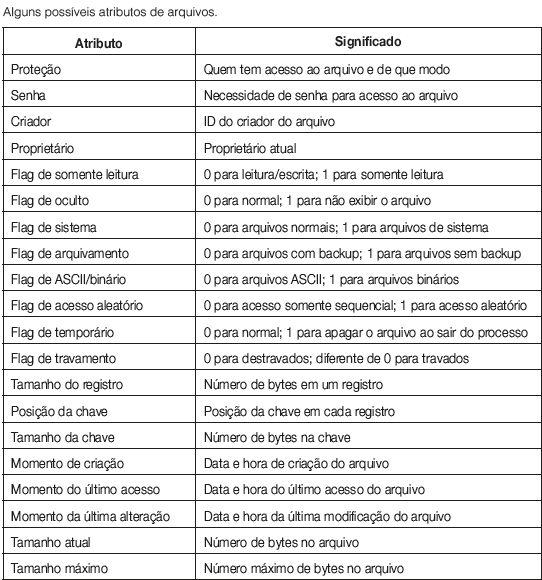 Alguns possíveis atributos de arquivos.
Atributo Significado
Proteção Quem tem acesso ao arquivo e de que modo
Senha Necessidade de senha para acesso ao arquivo
Criador ID do criador do arquivo
Proprietário Proprietário atual
Flag de somente leitura 0 para leitura/escrita; 1 para somente leitura
Flag de oculto 0 para normal; 1 para não exibir o arquivo
Flag de sistema 0 para arquivos normais; 1 para arquivos de sistema
Flag de arquivamento 0 para arquivos com backup; 1 para arquivos sem backup
Flag de ASCII/binário 0 para arquivos ASCII; 1 para arquivos binários
Flag de acesso aleatório 0 para acesso somente sequencial; 1 para acesso aleatório
Flag de temporário 0 para normal; 1 para apagar o arquivo ao sair do processo
Flag de travamento 0 para destravados; diferente de 0 para travados
Tamanho do registro Número de bytes em um registro
Posição da chave Posição da chave em cada registro
Tamanho da chave Número de bytes na chave
Momento de criação Data e hora de criação do arquivo
Momento do último acesso Data e hora do último acesso do arquivo
Momento da última alteração Data e hora da última modificação do arquivo
Tamanho atual Número de bytes no arquivo
Tamanho máximo Número máximo de bytes no arquivo